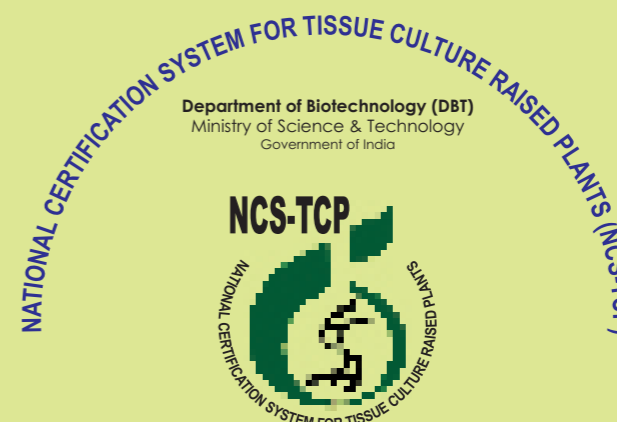 NATIONAL CERTIFICATION SYSTEM FOR TISSUE CULTURE RAISED PLANTS (NCS-TCP)
Department of Biotechnology (DBT)
Ministry of Science & Technology
Government of India
NCS-TCP
NATIONAL CERTIFICATION SYSTEM FOR TISSUE CULTURE RAISED PLANTS